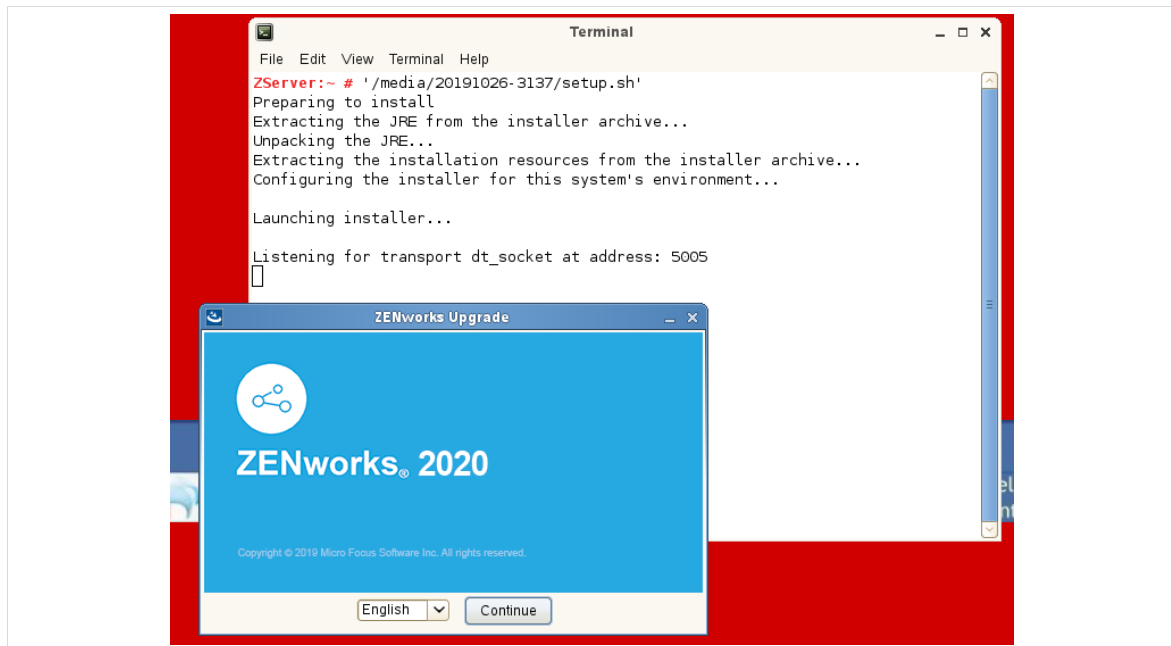 Terminal
File Edit View Terminal Help
ZServer:~ # '/media/20191026-3137/setup.sh'
Preparing to install
Extracting the JRE from the installer archive...
Unpacking the JRE...
Extracting the installation resources from the installer archive...
Configuring the installer for this system's environment...
Launching installer...
Listening for transport dt_socket at address: 5005
ZENworks Upgrade
ZENworks® 2020
Copyright © 2019 Micro Focus Software Inc. All rights reserved.
English
Continue